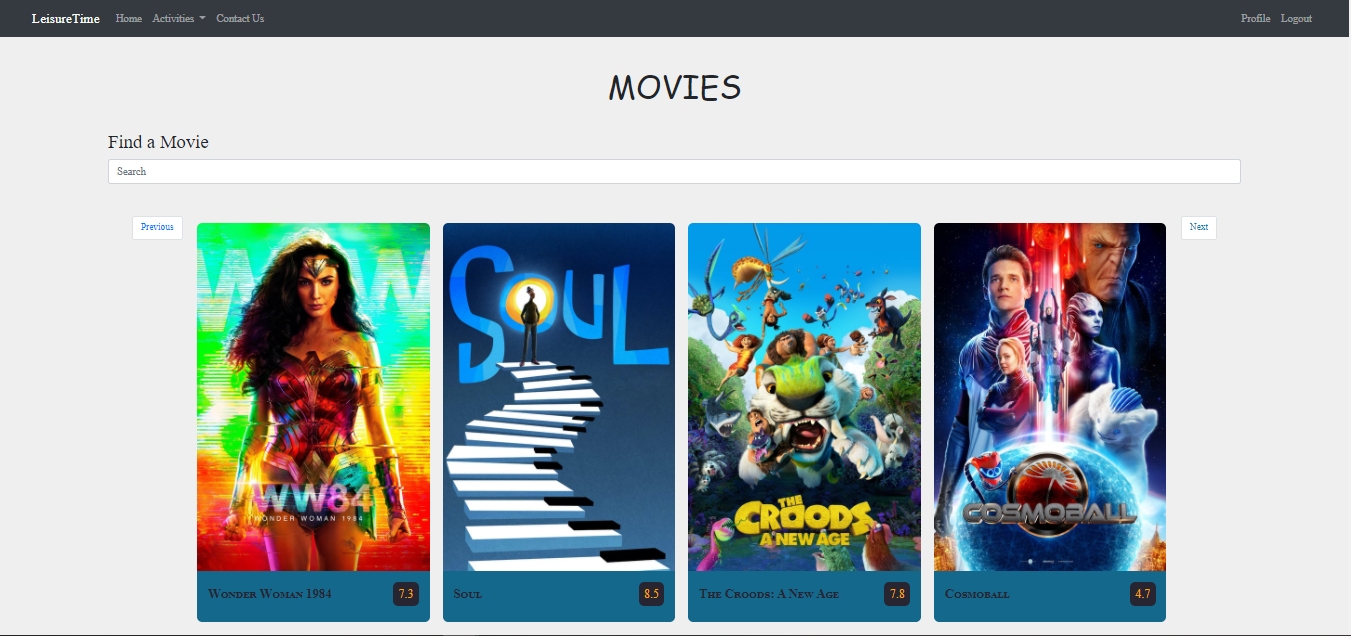 LeisureTime Home Activities Contact Us Profile Logout
MOVIES
Find a Movie
Search
Previous
Next
WW
SOUL
WW84
WONDER WOMAN 1984
THE
CROODS
A NEW AGE
COSMOBALL
Wonder Woman 1984 7.3
Soul 8.5
The Croods: A New Age 7.8
Cosmoball 4.7